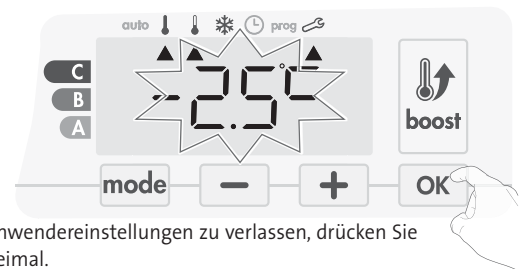 auto prog
-2.5°C
C
B
A
boost
mode − + OK
nwendereinstellungen zu verlassen, drücken Sie
eimal.